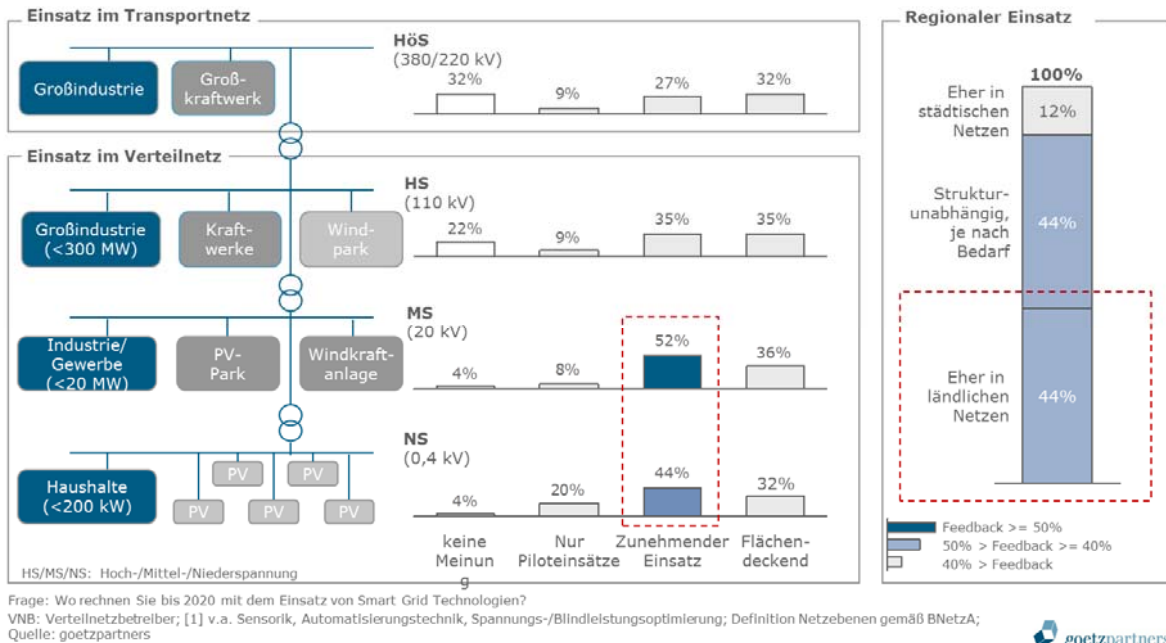 Einsatz im Transportnetz
HöS
(380/220 kV)
Großindustrie
Groß-
kraftwerk
32%
9%
27%
32%
Einsatz im Verteilnetz
HS
(110 kV)
Großindustrie
(<300 MW)
Kraft-
werke
Wind-
park
22%
9%
35%
35%
MS
(20 kV)
Industrie/
Gewerbe
(<20 MW)
PV-
Park
Windkraft-
anlage
4%
8%
52%
36%
NS
(0,4 kV)
Haushalte
(<200 kW)
PV
PV
PV
PV
PV
4%
20%
44%
32%
keine
Meinun
g
Nur
Piloteinsätze
Zunehmender
Einsatz
Flächen-
deckend
HS/MS/NS: Hoch-/Mittel-/Niederspannung
Regionaler Einsatz
100%
Eher in
städtischen
Netzen
12%
Struktur-
unabhängig,
je nach
Bedarf
44%
Eher in
ländlichen
Netzen
44%
Feedback >= 50%
50% > Feedback >= 40%
40% > Feedback
Frage: Wo rechnen Sie bis 2020 mit dem Einsatz von Smart Grid Technologien?
VNB: Verteilnetzbetreiber; [1] v.a. Sensorik, Automatisierungstechnik, Spannungs-/Blindleistungsoptimierung; Definition Netzebenen gemäß BNetzA;
Quelle: goetzpartners
goetzpartners